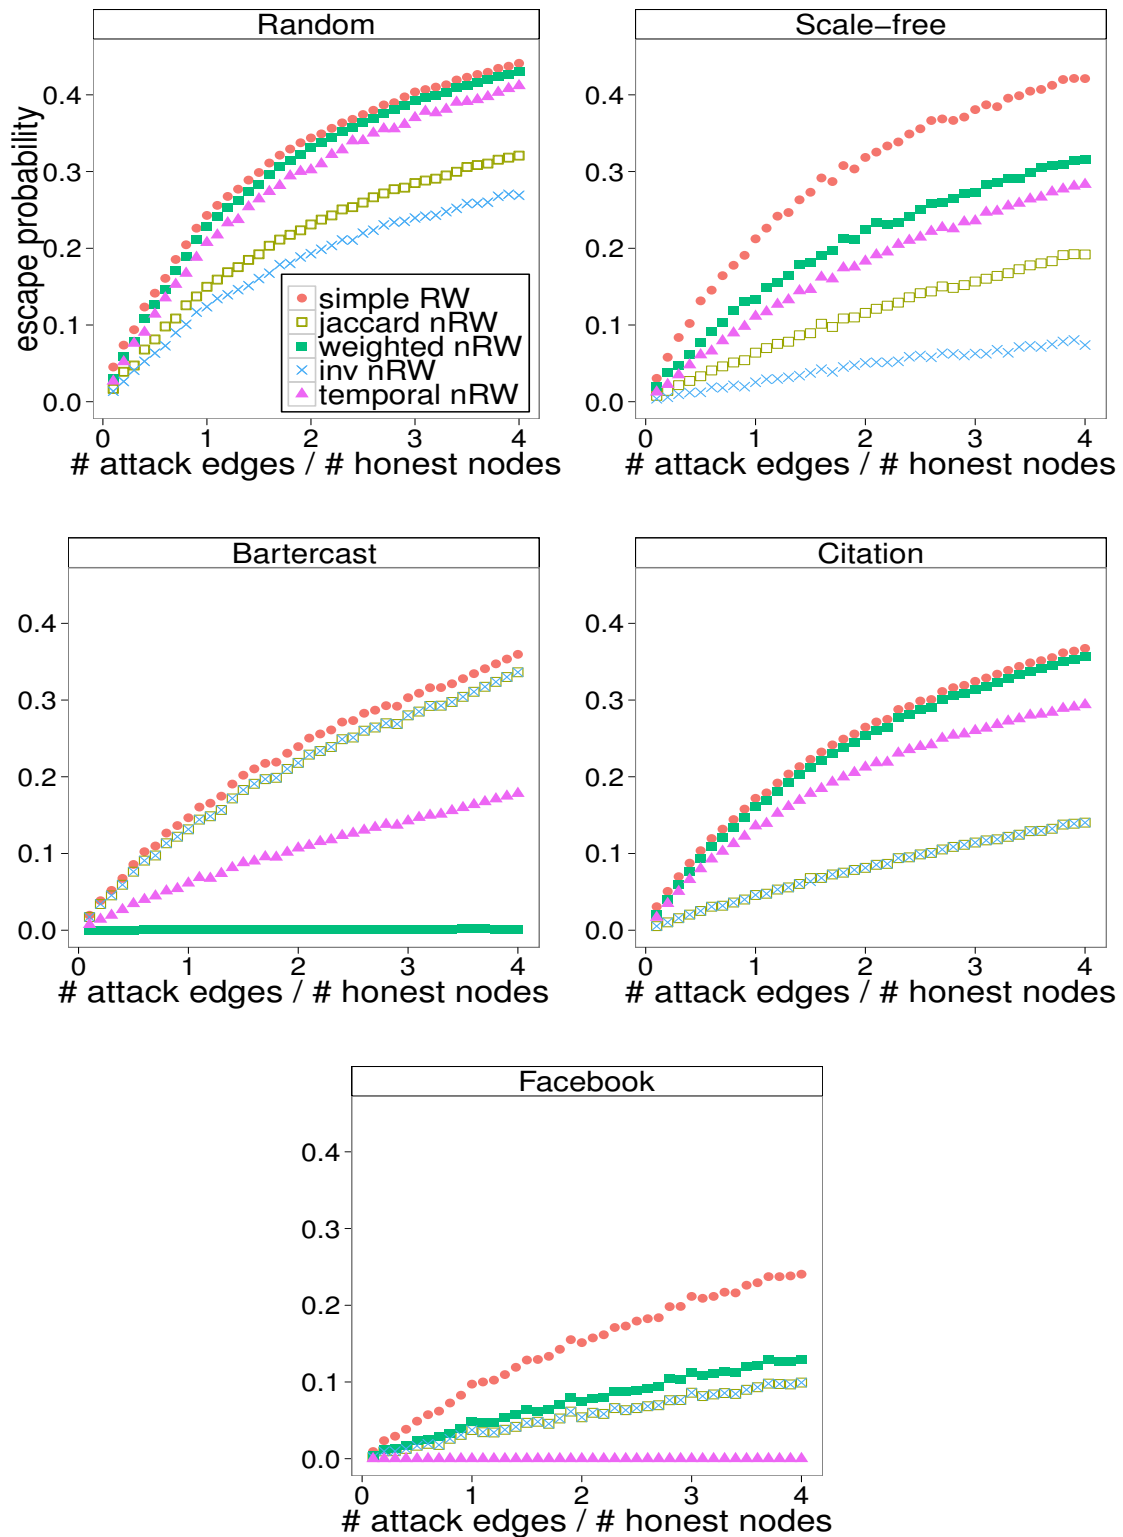 Random
escape probability
0.4
0.3
0.2
0.1
0.0
simple RW
jaccard nRW
weighted nRW
inv nRW
temporal nRW
0 1 2 3 4
# attack edges / # honest nodes
Scale-free
0.4
0.3
0.2
0.1
0.0
0 1 2 3 4
# attack edges / # honest nodes
Bartercast
0.4
0.3
0.2
0.1
0.0
0 1 2 3 4
# attack edges / # honest nodes
Citation
0.4
0.3
0.2
0.1
0.0
0 1 2 3 4
# attack edges / # honest nodes
Facebook
0.4
0.3
0.2
0.1
0.0
0 1 2 3 4
# attack edges / # honest nodes